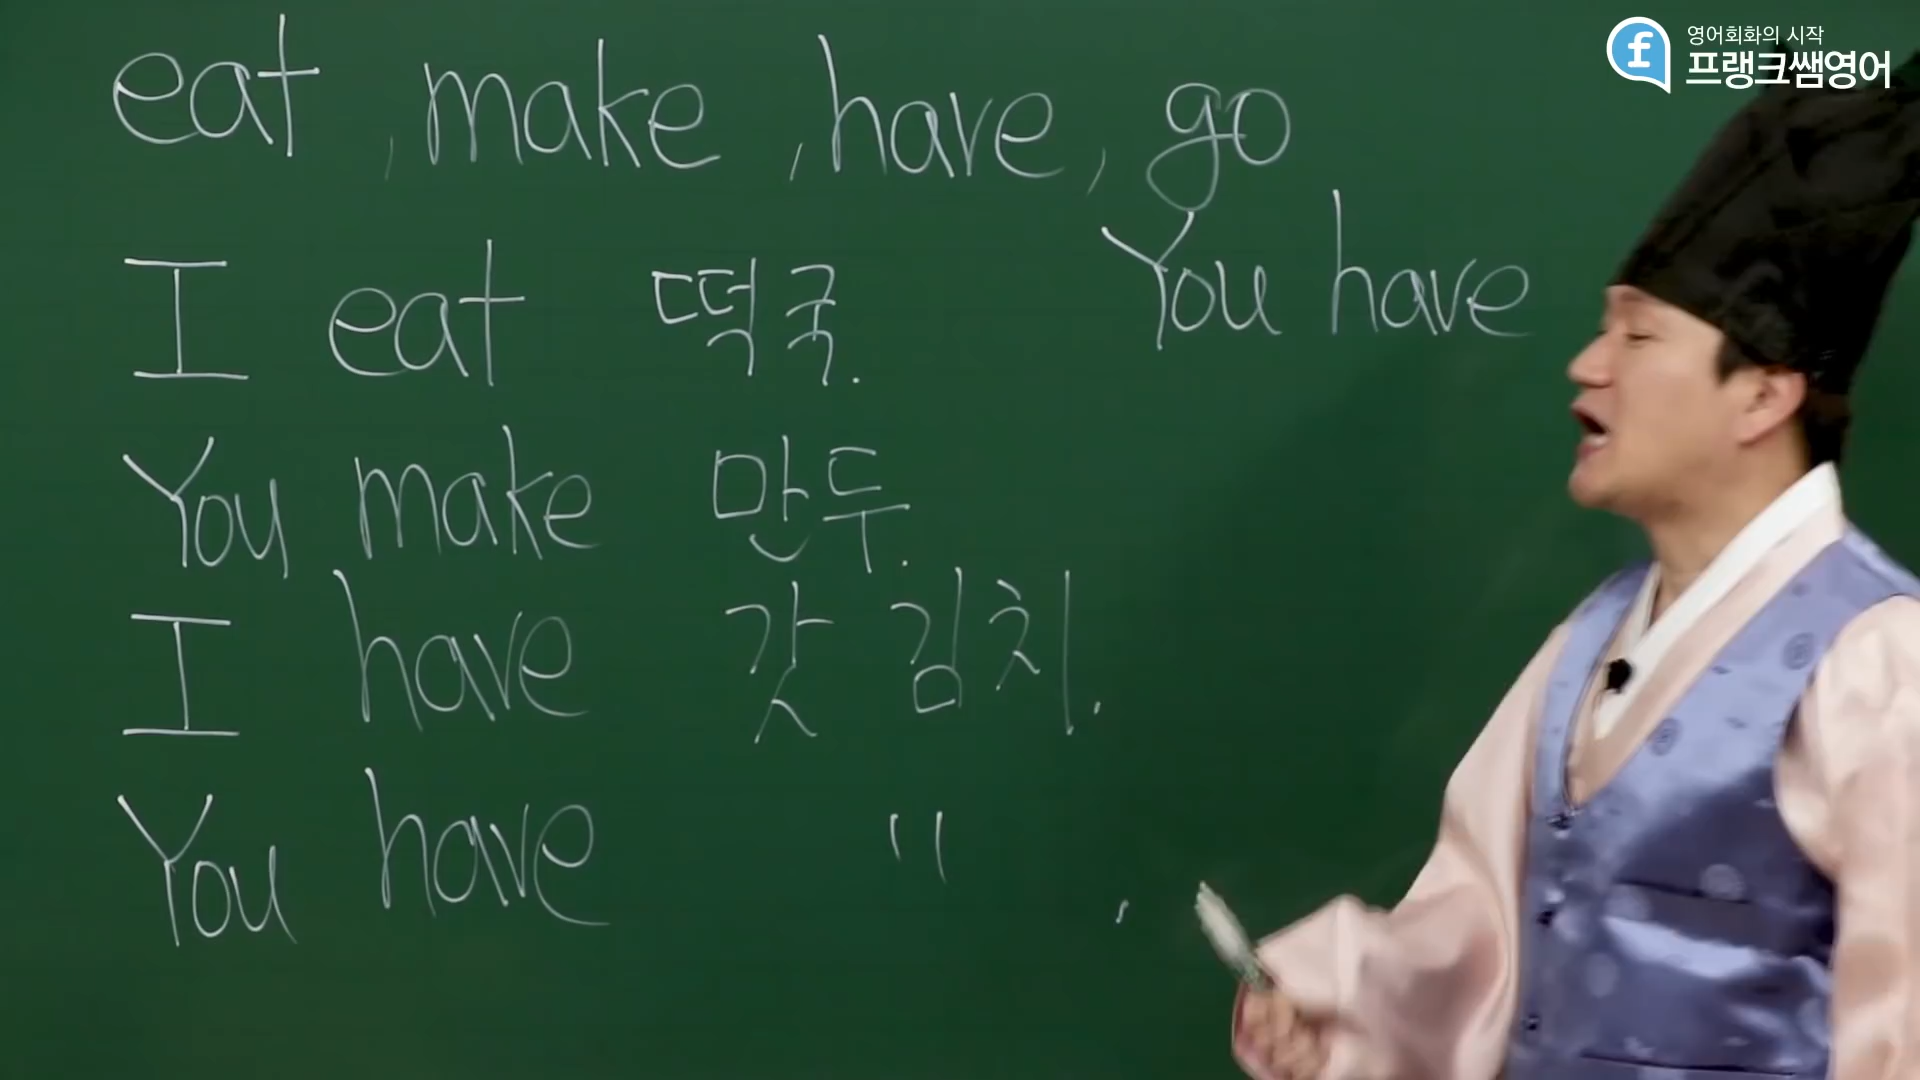 영어회화의 시작
프랭크쌤영어
eat, make, have, go
I eat 떡국. You have
You make 만두.
I have 갓 김치.
You have " .